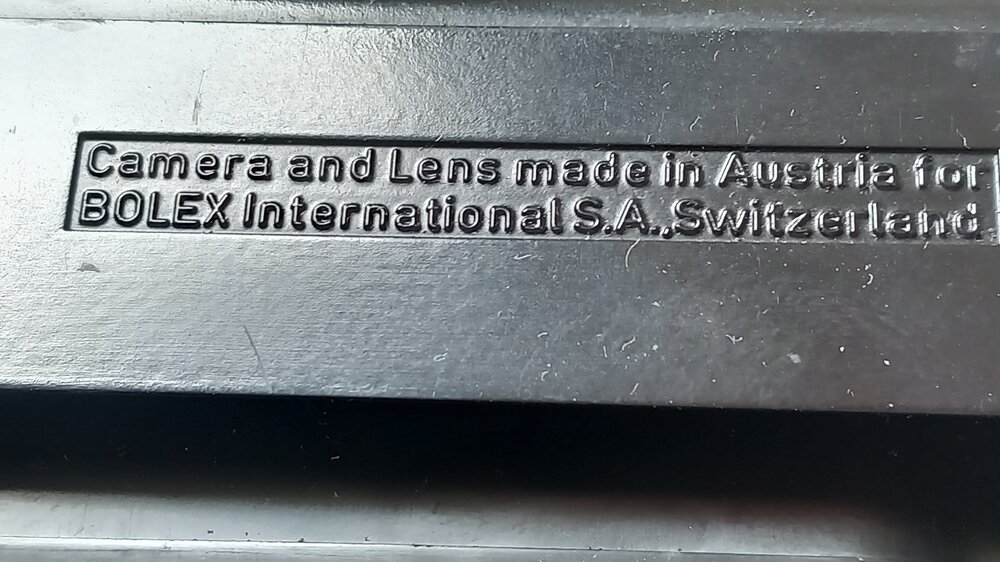 Camera and Lens made in Austria for
BOLEX International S.A., Switzerland